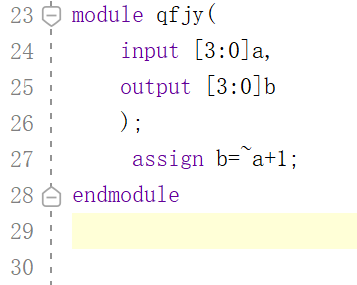 23 module qfjy(
24 input [3:0]a,
25 output [3:0]b
26 );
27 assign b=~a+1;
28 endmodule
29
30